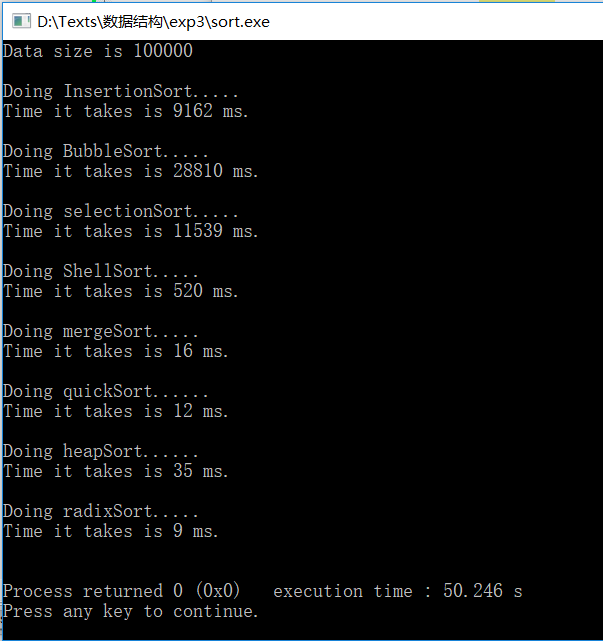 D:\Texts\数据结构\exp3\sort.exe
Data size is 100000
Doing InsertionSort.....
Time it takes is 9162 ms.
Doing BubbleSort.....
Time it takes is 28810 ms.
Doing selectionSort.....
Time it takes is 11539 ms.
Doing ShellSort.....
Time it takes is 520 ms.
Doing mergeSort.....
Time it takes is 16 ms.
Doing quickSort......
Time it takes is 12 ms.
Doing heapSort......
Time it takes is 35 ms.
Doing radixSort.....
Time it takes is 9 ms.
Process returned 0 (0x0)   execution time : 50.246 s
Press any key to continue.